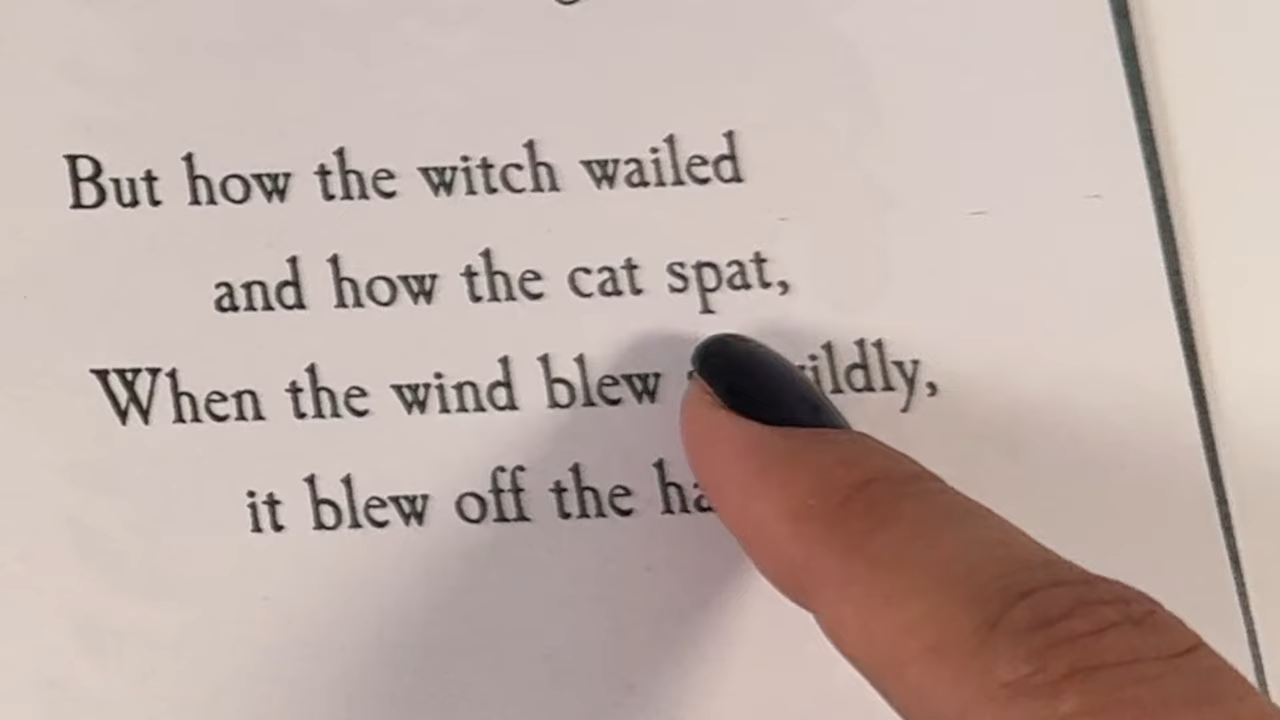 But how the witch wailed
and how the cat spat,
When the wind blew
it blew off the